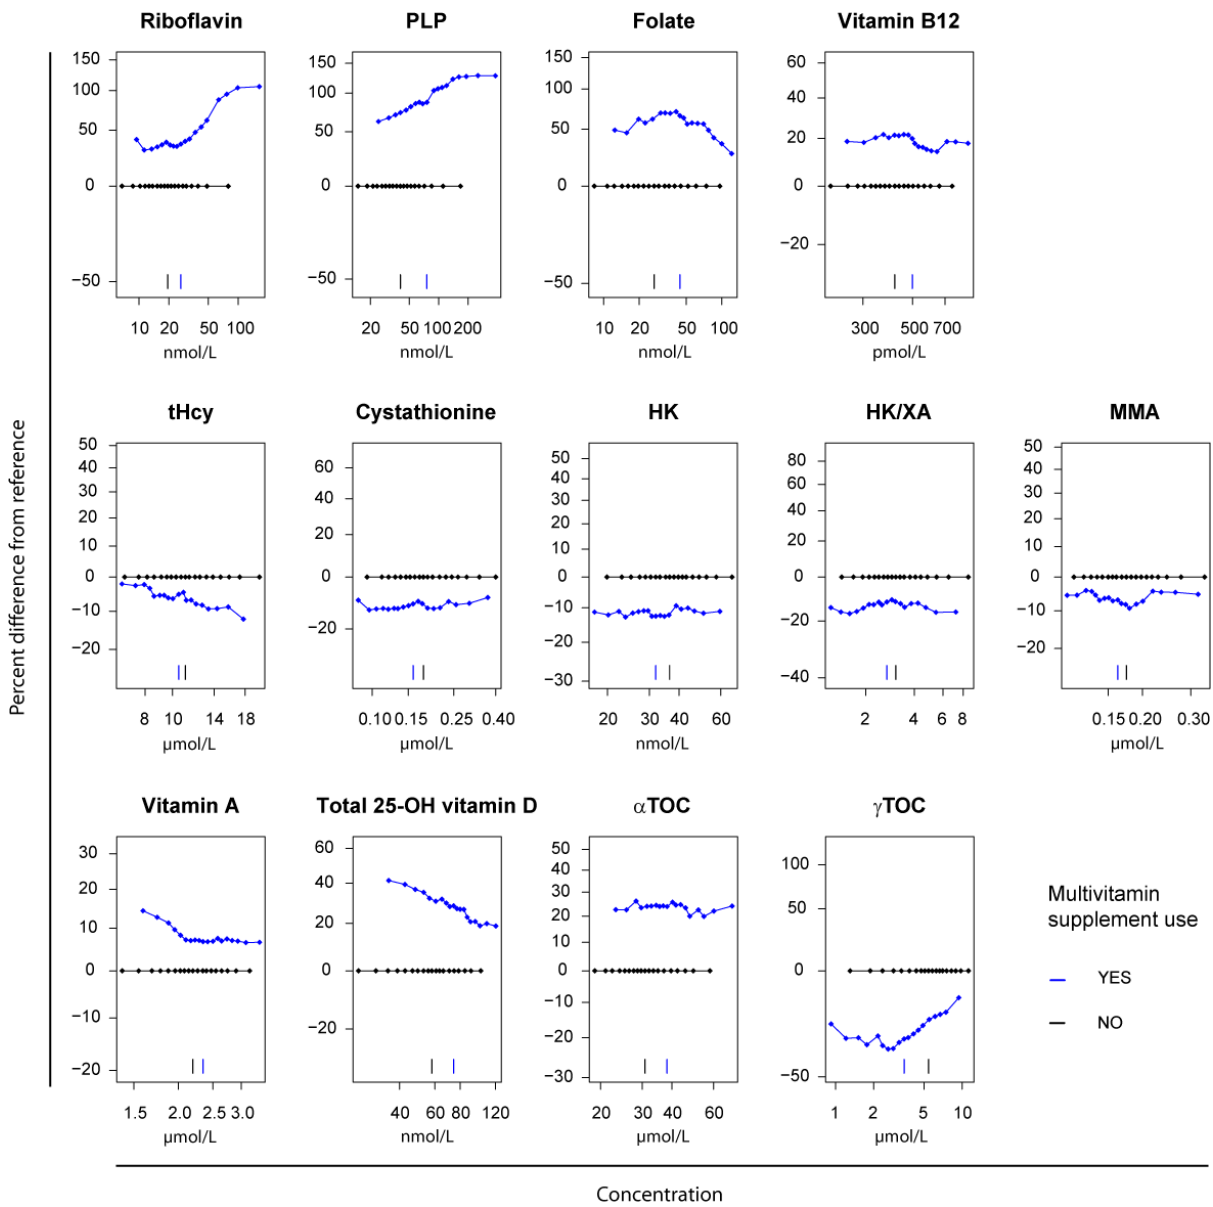 Riboflavin PLP Folate Vitamin B12
150 100 50 0 −50
10 20 50 100
nmol/L
150 100 50 0 −50
20 50 100 200
nmol/L
150 100 50 0 −50
10 20 50 100
nmol/L
60 40 20 0 −20
300 500 700
pmol/L
Percent difference from reference
tHcy Cystathionine HK HK/XA MMA
50 40 30 20 10 0 −10 −20
8 10 14 18
µmol/L
60 40 20 0 −20
0.10 0.15 0.25 0.40
µmol/L
50 40 30 20 10 0 −10 −20 −30
20 30 40 60
nmol/L
80 60 40 20 0 −20 −40
2 4 6 8
50 40 30 20 10 0 −10 −20
0.15 0.20 0.30
µmol/L
Vitamin A Total 25-OH vitamin D αTOC γTOC
30 20 10 0 −10 −20
1.5 2.0 2.5 3.0
µmol/L
60 40 20 0 −20
40 60 80 120
nmol/L
50 40 30 20 10 0 −10 −20 −30
20 30 40 60
µmol/L
100 50 0 −50
1 2 5 10
µmol/L
Multivitamin
supplement use
YES
NO
Concentration